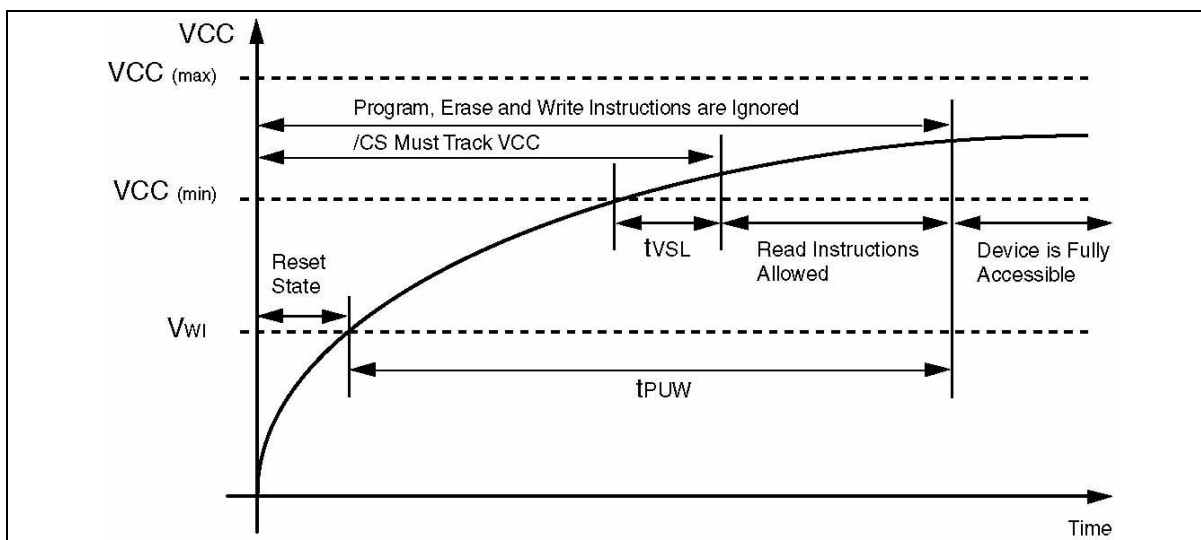 VCC
VCC (max)
Program, Erase and Write Instructions are Ignored
/CS Must Track VCC
VCC (min)
tVSL
Read Instructions
Allowed
Device is Fully
Accessible
Reset
State
VWI
tPUW
Time